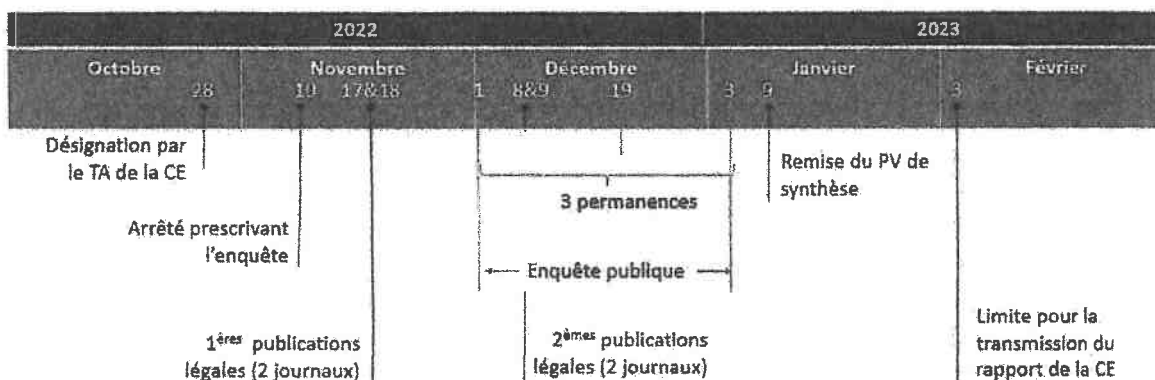 2022
2023
Octobre
Novembre
Décembre
Janvier
Février
28
10
17&18
1
8&9
19
3
9
3
Désignation par
le TA de la CE
Remise du PV de
synthèse
3 permanences
Arrêté prescrivant
l'enquête
Enquête publique
1ères publications
légales (2 journaux)
2èmes publications
légales (2 journaux)
Limite pour la
transmission du
rapport de la CE